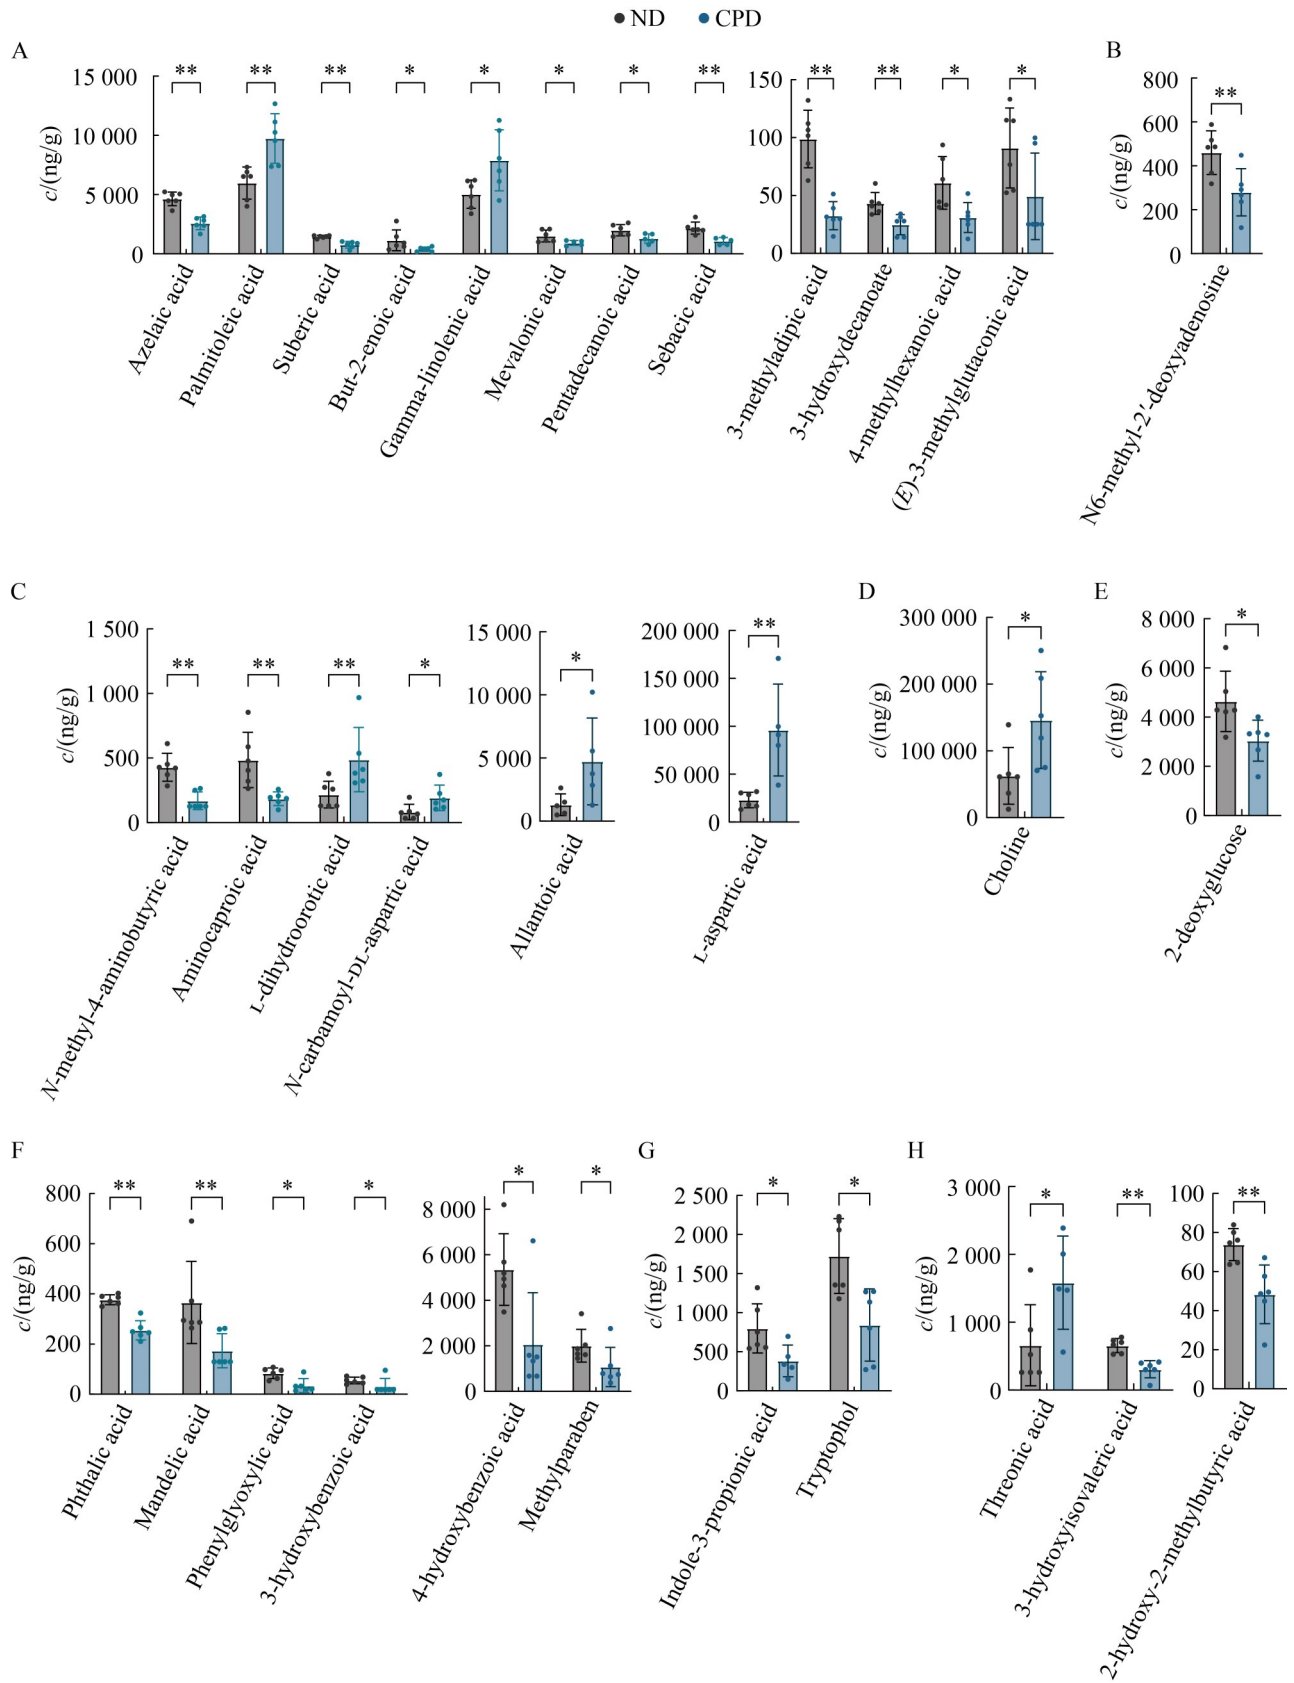 ND CPD
A
15 000
10 000
5 000
0
c/(ng/g)
** ** ** * * * * **
Azelaic acid
Palmitoleic acid
Suberic acid
But-2-enoic acid
Gamma-linolenic acid
Mevalonic acid
Pentadecanoic acid
Sebacic acid
150
100
50
0
** ** * *
3-methyladipic acid
3-hydroxydecanoate
4-methylhexanoic acid
(E)-3-methylglutaconic acid
B
800
600
400
200
0
c/(ng/g)
**
N6-methyl-2′-deoxyadenosine
C
1 500
1 000
500
0
c/(ng/g)
** ** ** *
N-methyl-4-aminobutyric acid
Aminocaproic acid
L-dihydroorotic acid
N-carbamoyl-DL-aspartic acid
15 000
10 000
5 000
0
*
Allantoic acid
200 000
150 000
100 000
50 000
0
**
L-aspartic acid
D
300 000
200 000
100 000
0
c/(ng/g)
*
Choline
E
8 000
6 000
4 000
2 000
0
c/(ng/g)
*
2-deoxyglucose
F
800
600
400
200
0
c/(ng/g)
** ** * *
Phthalic acid
Mandelic acid
Phenylglyoxylic acid
3-hydroxybenzoic acid
8 000
6 000
4 000
2 000
0
* *
4-hydroxybenzoic acid
Methylparaben
G
2 500
2 000
1 500
1 000
500
0
c/(ng/g)
* *
Indole-3-propionic acid
Tryptophol
H
3 000
2 000
1 000
0
c/(ng/g)
* **
Threonic acid
3-hydroxyisovaleric acid
100
80
60
40
20
0
**
2-hydroxy-2-methylbutyric acid